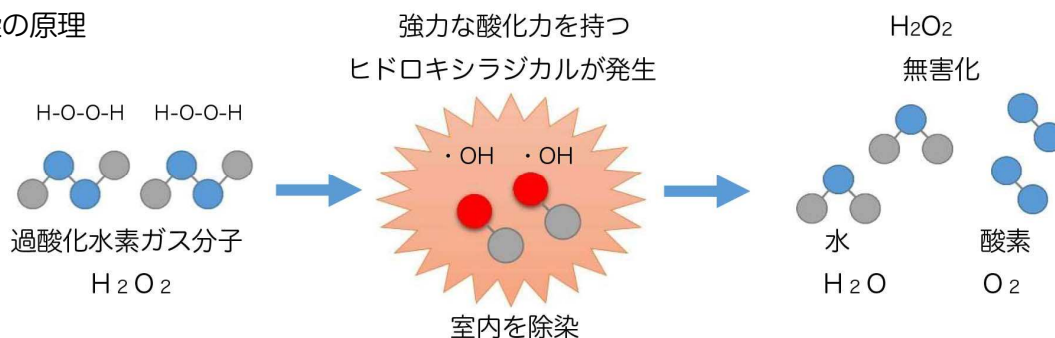 の原理
強力な酸化力を持つ
ヒドロキシラジカルが発生
H₂O₂
無害化
H-O-O-H H-O-O-H
・OH ・OH
過酸化水素ガス分子
H₂O₂
室内を除染
水
H₂O
酸素
O₂